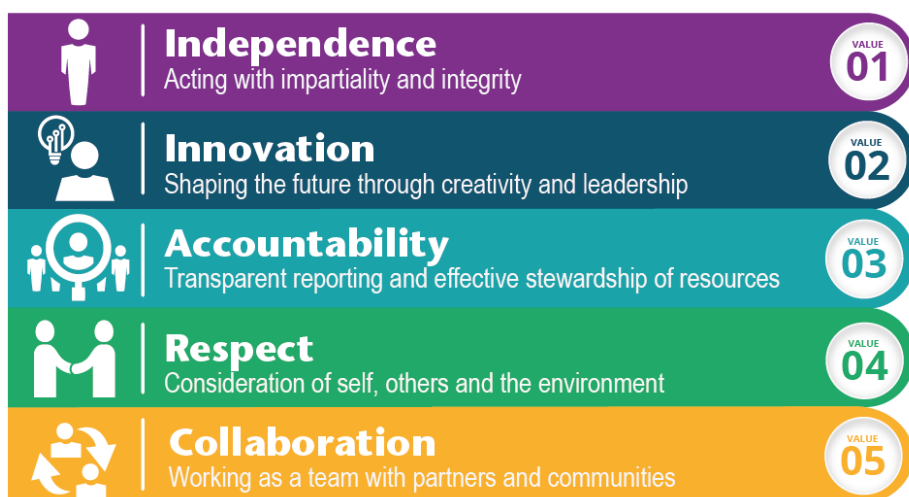 Independence
Acting with impartiality and integrity
VALUE
01
Innovation
Shaping the future through creativity and leadership
VALUE
02
Accountability
Transparent reporting and effective stewardship of resources
VALUE
03
Respect
Consideration of self, others and the environment
VALUE
04
Collaboration
Working as a team with partners and communities
VALUE
05